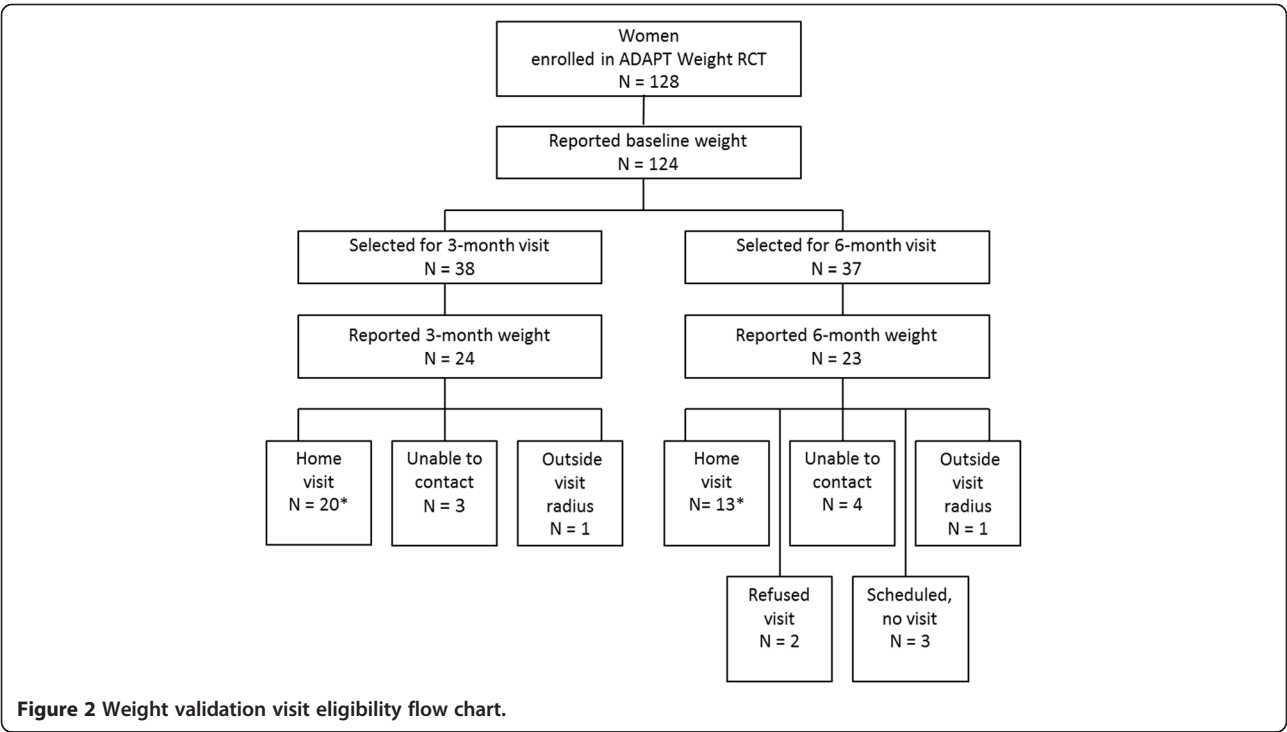 Women
enrolled in ADAPT Weight RCT
N = 128
Reported baseline weight
N = 124
Selected for 3-month visit
N = 38
Selected for 6-month visit
N = 37
Reported 3-month weight
N = 24
Reported 6-month weight
N = 23
Home
visit
N = 20*
Unable to
contact
N = 3
Outside
visit
radius
N = 1
Home
visit
N= 13*
Unable to
contact
N = 4
Outside
visit
radius
N = 1
Refused
visit
N = 2
Scheduled,
no visit
N = 3
Figure 2 Weight validation visit eligibility flow chart.